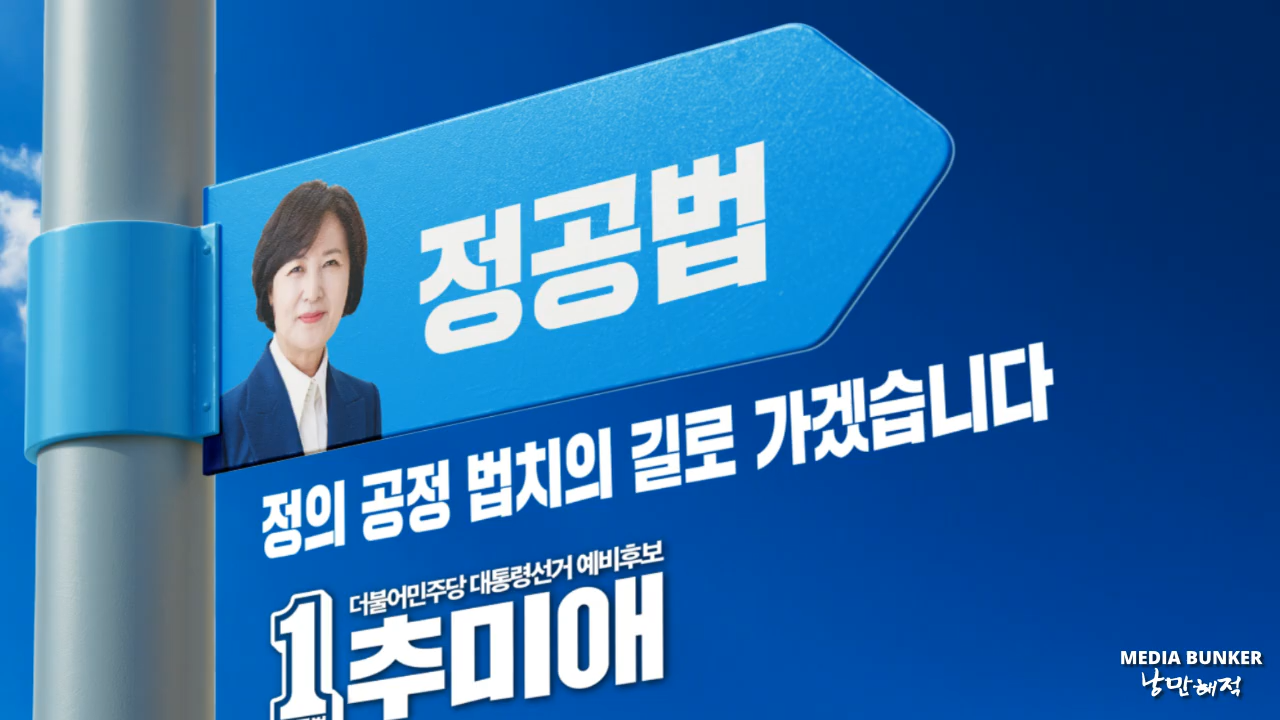 정공법
정의 공정 법치의 길로 가겠습니다
더불어민주당 대통령선거 예비후보
1 추미애
MEDIA BUNKER
낭만해적